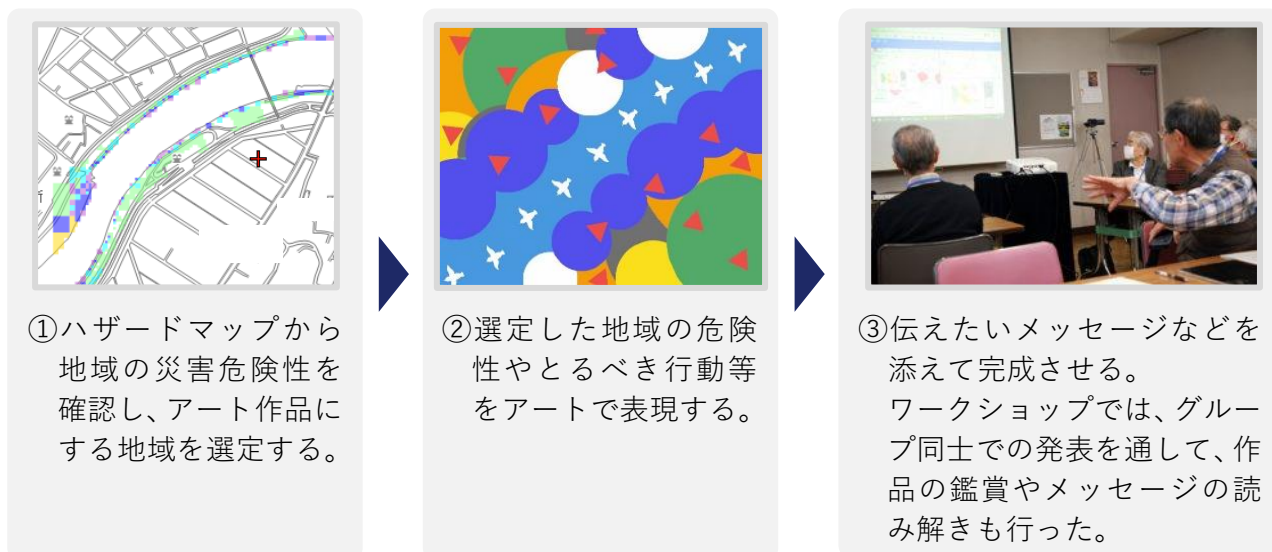 ①ハザードマップから
地域の災害危険性を
確認し、アート作品に
する地域を選定する。
②選定した地域の危険
性やとるべき行動等
をアートで表現する。
③伝えたいメッセージなどを
添えて完成させる。
ワークショップでは、グルー
プ同士での発表を通して、作
品の鑑賞やメッセージの読
み解きも行った。